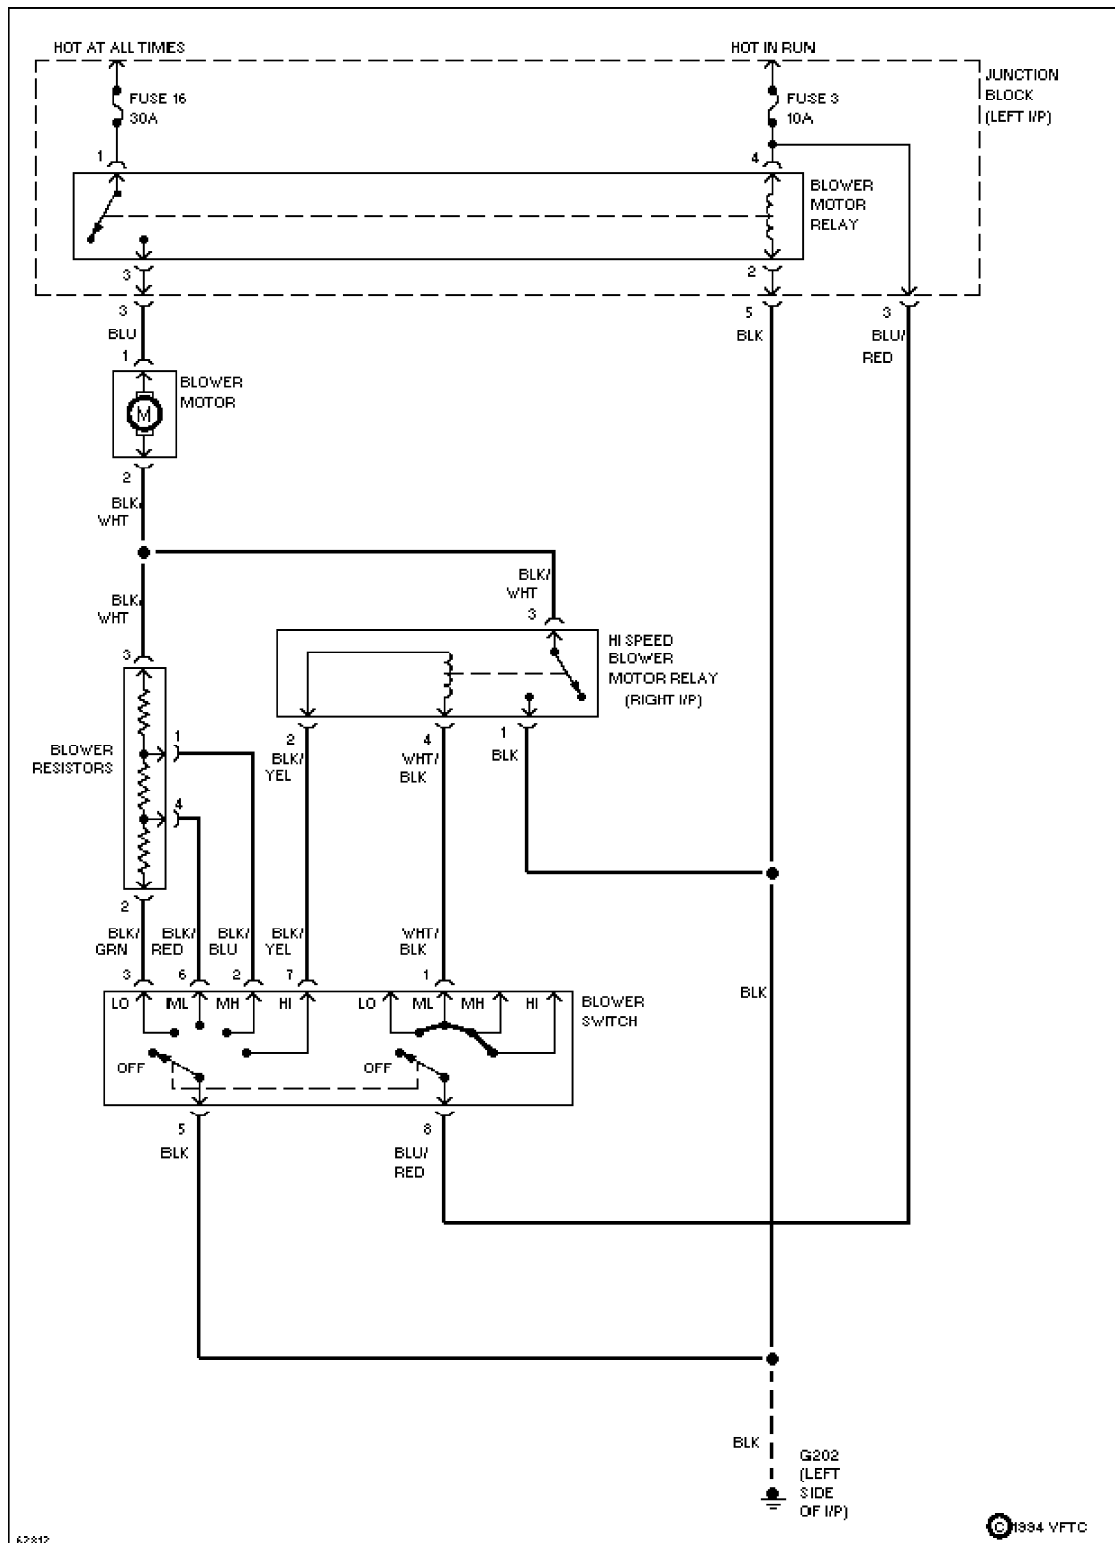 HOT AT ALL TIMES
HOT IN RUN
FUSE 16
30A
FUSE 3
10A
JUNCTION
BLOCK
(LEFT I/P)
1
4
BLOWER
MOTOR
RELAY
3
2
3
BLU
5
BLK
3
BLU/
RED
1
BLOWER
MOTOR
M
2
BLK
WHT
BLK/
WHT
3
BLK
WHT
3
HI SPEED
BLOWER
MOTOR RELAY
(RIGHT I/P)
BLOWER
RESISTORS
1
4
2
BLK/
YEL
4
WHT/
BLK
1
BLK
2
BLK/
GRN
BLK/
RED
BLK/
BLU
BLK/
YEL
WHT/
BLK
3
6
2
7
1
LO
ML
MH
HI
LO
ML
MH
HI
BLOWER
SWITCH
OFF
OFF
BLK
5
BLK
8
BLU/
RED
BLK
G202
(LEFT
SIDE
OF I/P)
62812
© 1994 VFTC